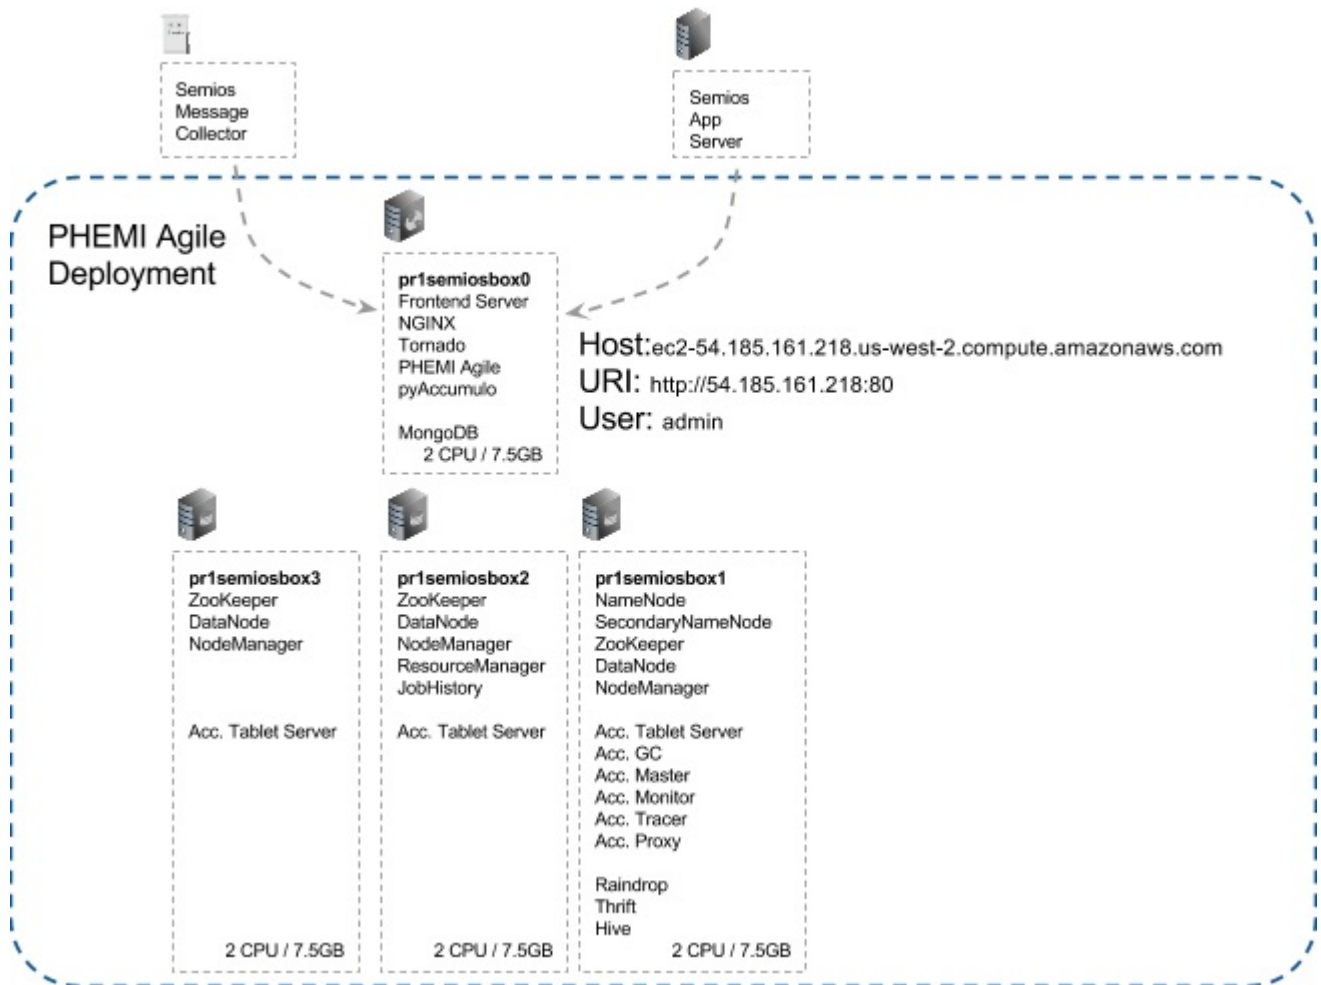 Semios
Message
Collector
Semios
App
Server
PHEMI Agile
Deployment
pr1semiosbox0
Frontend Server
NGINX
Tornado
PHEMI Agile
pyAccumulo
MongoDB
2 CPU / 7.5GB
Host:ec2-54.185.161.218.us-west-2.compute.amazonaws.com
URI: http://54.185.161.218:80
User: admin
pr1semiosbox3
ZooKeeper
DataNode
NodeManager
Acc. Tablet Server
2 CPU / 7.5GB
pr1semiosbox2
ZooKeeper
DataNode
NodeManager
ResourceManager
JobHistory
Acc. Tablet Server
2 CPU / 7.5GB
pr1semiosbox1
NameNode
SecondaryNameNode
ZooKeeper
DataNode
NodeManager
Acc. Tablet Server
Acc. GC
Acc. Master
Acc. Monitor
Acc. Tracer
Acc. Proxy
Raindrop
Thrift
Hive
2 CPU / 7.5GB